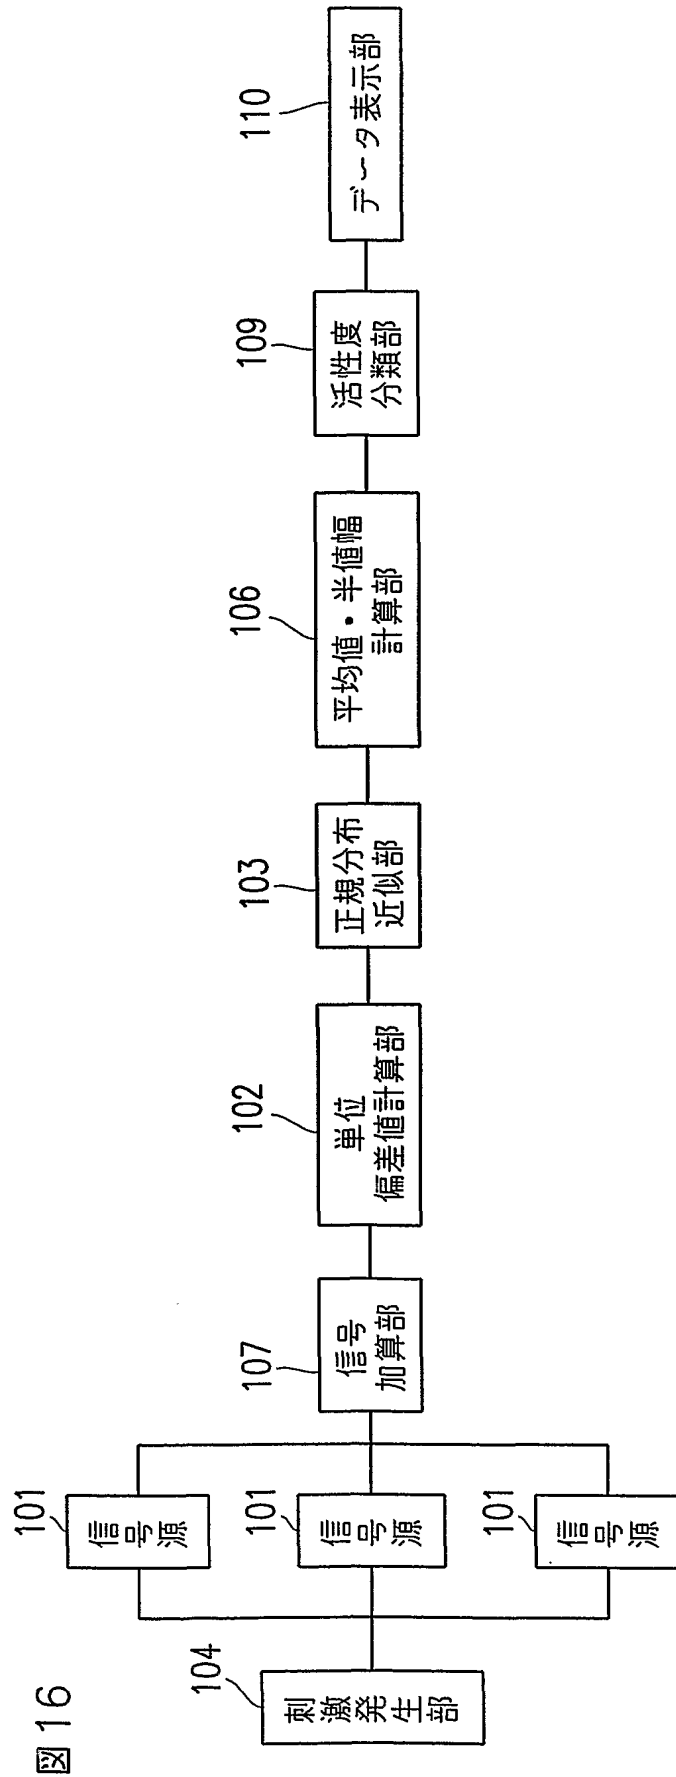 図16
104
刺激発生部
101
信号源
101
信号源
101
信号源
107
信号
加算部
102
単位
偏差値計算部
103
正規分布
近似部
106
平均値・半値幅
計算部
109
活性度
分類部
110
データ表示部